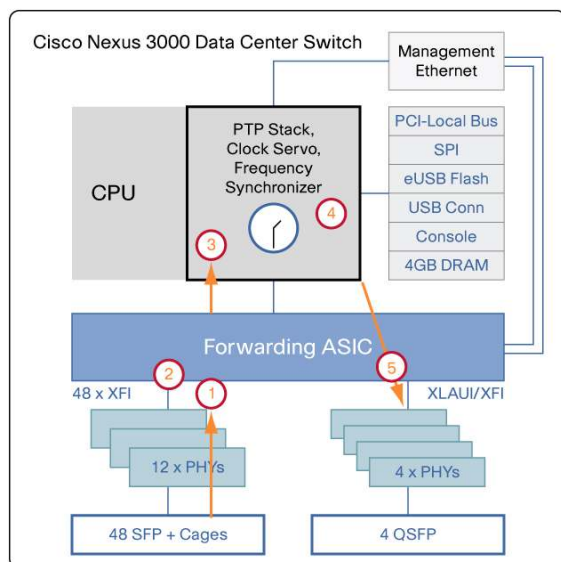 Cisco Nexus 3000 Data Center Switch
Management
Ethernet
CPU
PTP Stack,
Clock Servo,
Frequency
Synchronizer
4
3
PCI-Local Bus
SPI
eUSB Flash
USB Conn
Console
4GB DRAM
Forwarding ASIC
2
1
5
48 x XFI
XLAUI/XFI
12 x PHYs
4 x PHYs
48 SFP + Cages
4 QSFP